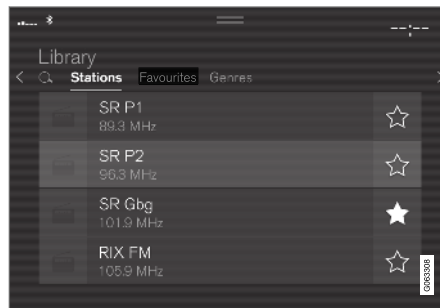 --:--
Library
Stations Favourites Genres
SR P1
89.3 MHz
SR P2
96.3 MHz
SR Gbg
101.9 MHz
RIX FM
105.9 MHz
G063308